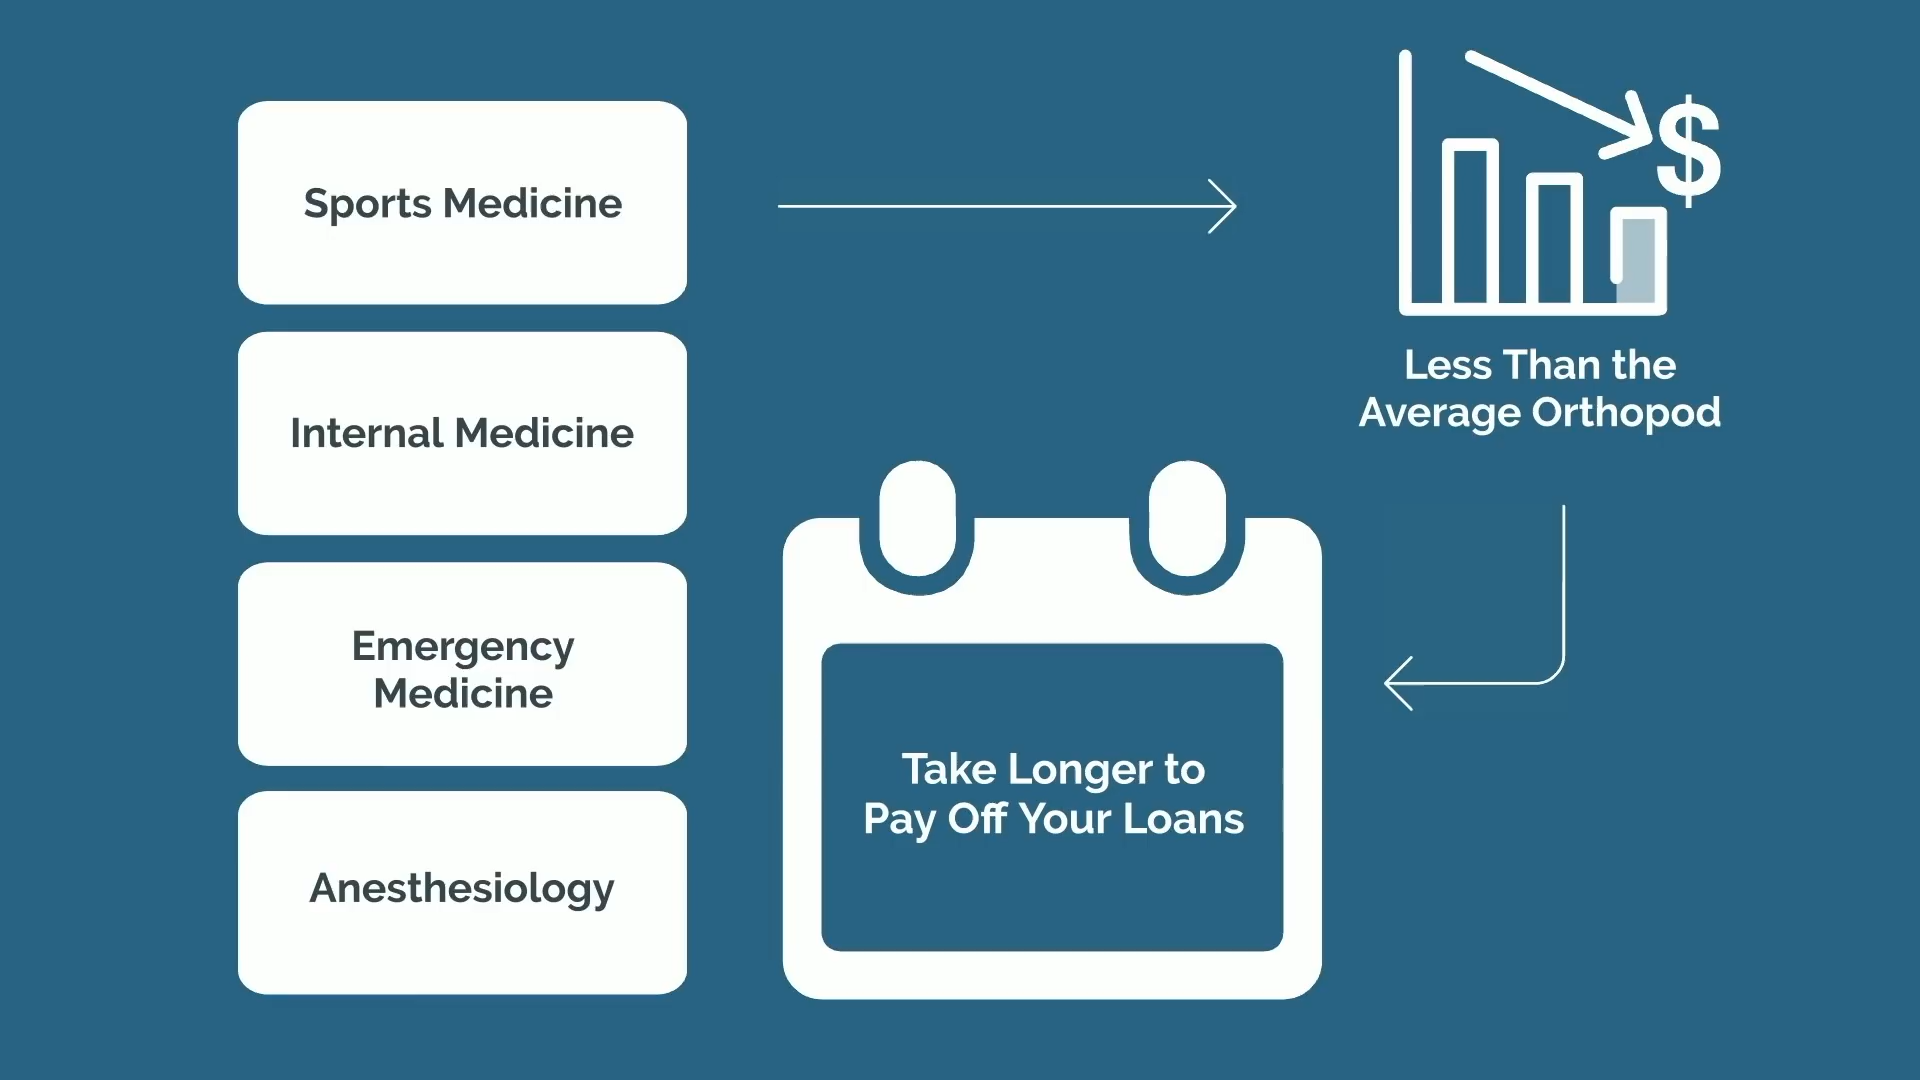 Sports Medicine
Internal Medicine
Emergency
Medicine
Anesthesiology
$
Less Than the
Average Orthopod
Take Longer to
Pay Off Your Loans